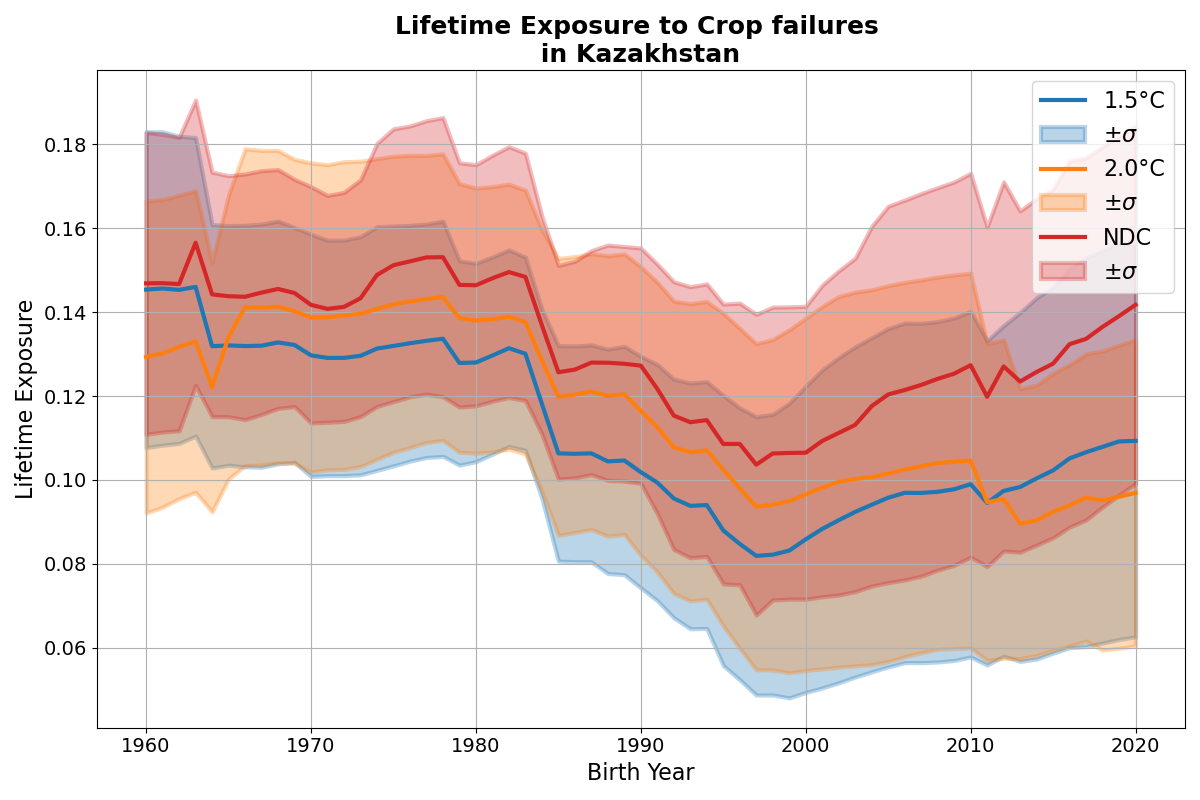 Lifetime Exposure to Crop failures
in Kazakhstan
1.5°C
±σ
2.0°C
±σ
NDC
±σ
Lifetime Exposure
0.18
0.16
0.14
0.12
0.10
0.08
0.06
1960 1970 1980 1990 2000 2010 2020
Birth Year